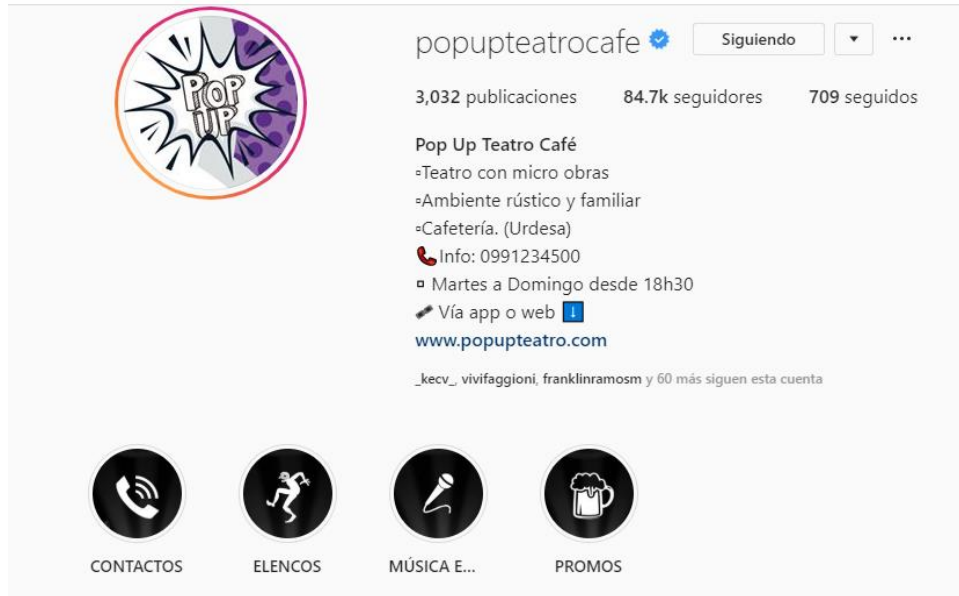 POP
UP
popupteatrocafe Siguiendo
3,032 publicaciones 84.7k seguidores 709 seguidos
Pop Up Teatro Café
▫Teatro con micro obras
▫Ambiente rústico y familiar
▫Cafetería. (Urdesa)
📞Info: 0991234500
▫ Martes a Domingo desde 18h30
Vía app o web ⬇
www.popupteatro.com
_kecv_, vivifaggioni, franklinramosm y 60 más siguen esta cuenta
CONTACTOS ELENCOS MÚSICA E... PROMOS